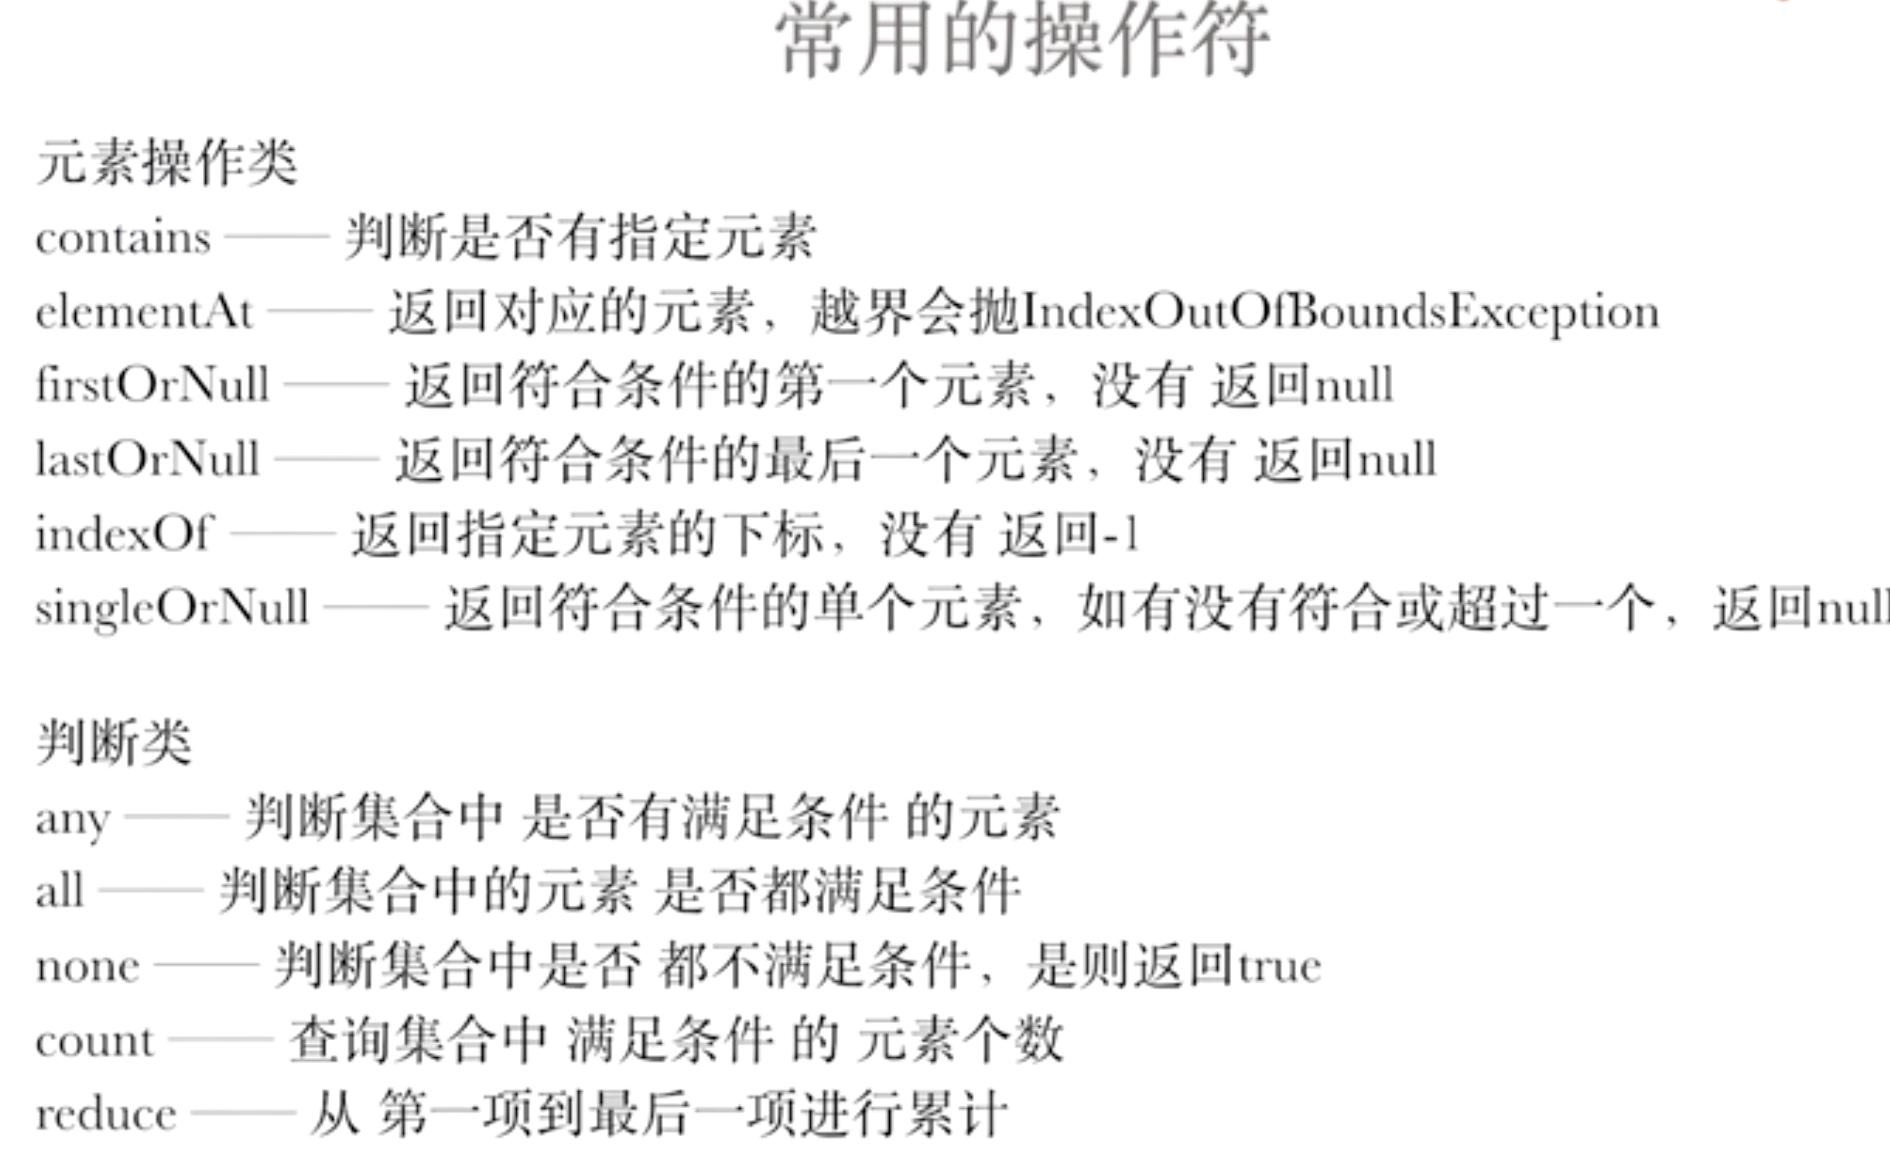 常用的操作符
元素操作类
contains —— 判断是否有指定元素
elementAt —— 返回对应的元素，越界会抛IndexOutOfBoundsException
firstOrNull —— 返回符合条件的第一个元素，没有 返回null
lastOrNull —— 返回符合条件的最后一个元素，没有 返回null
indexOf —— 返回指定元素的下标，没有 返回-1
singleOrNull —— 返回符合条件的单个元素，如有没有符合或超过一个，返回null
判断类
any —— 判断集合中 是否有满足条件 的元素
all —— 判断集合中的元素 是否都满足条件
none —— 判断集合中是否 都不满足条件，是则返回true
count —— 查询集合中 满足条件 的 元素个数
reduce —— 从 第一项到最后一项进行累计